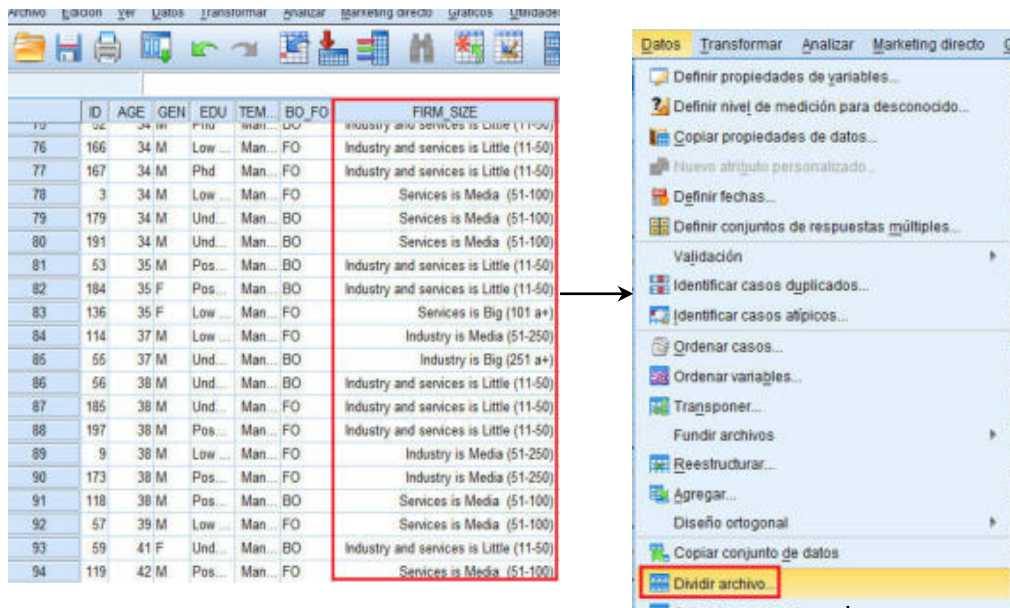 Archivo Edición Ver Datos Transformar Analizar Marketing directo Gráficos Utilidades
ID AGE GEN EDU TEM... BO_FO FIRM_SIZE
75 52 34 M Phd Man... BO Industry and services is Little (11-50)
76 166 34 M Low ... Man... FO Industry and services is Little (11-50)
77 167 34 M Phd Man... FO Industry and services is Little (11-50)
78 3 34 M Low ... Man... FO Services is Media (51-100)
79 179 34 M Und... Man... BO Services is Media (51-100)
80 191 34 M Und... Man... BO Services is Media (51-100)
81 53 35 M Pos... Man... BO Industry and services is Little (11-50)
82 184 35 F Pos... Man... BO Industry and services is Little (11-50)
83 136 35 F Low ... Man... FO Services is Big (101 a+)
84 114 37 M Low ... Man... FO Industry is Media (51-250)
85 55 37 M Und... Man... BO Industry is Big (251 a+)
86 56 38 M Und... Man... BO Industry and services is Little (11-50)
87 185 38 M Und... Man... FO Industry and services is Little (11-50)
88 197 38 M Pos... Man... FO Industry and services is Little (11-50)
89 9 38 M Low ... Man... FO Industry is Media (51-250)
90 173 38 M Pos... Man... FO Industry is Media (51-250)
91 118 38 M Pos... Man... BO Services is Media (51-100)
92 57 39 M Low ... Man... FO Services is Media (51-100)
93 59 41 F Und... Man... BO Industry and services is Little (11-50)
94 119 42 M Pos... Man... FO Services is Media (51-100)
Datos Transformar Analizar Marketing directo G
Definir propiedades de variables...
Definir nivel de medición para desconocido...
Copiar propiedades de datos...
Nuevo atributo personalizado...
Definir fechas...
Definir conjuntos de respuestas múltiples...
Validación
Identificar casos duplicados...
Identificar casos atípicos...
Ordenar casos...
Ordenar variables...
Transponer...
Fundir archivos
Reestructurar...
Agregar...
Diseño ortogonal
Copiar conjunto de datos
Dividir archivo...